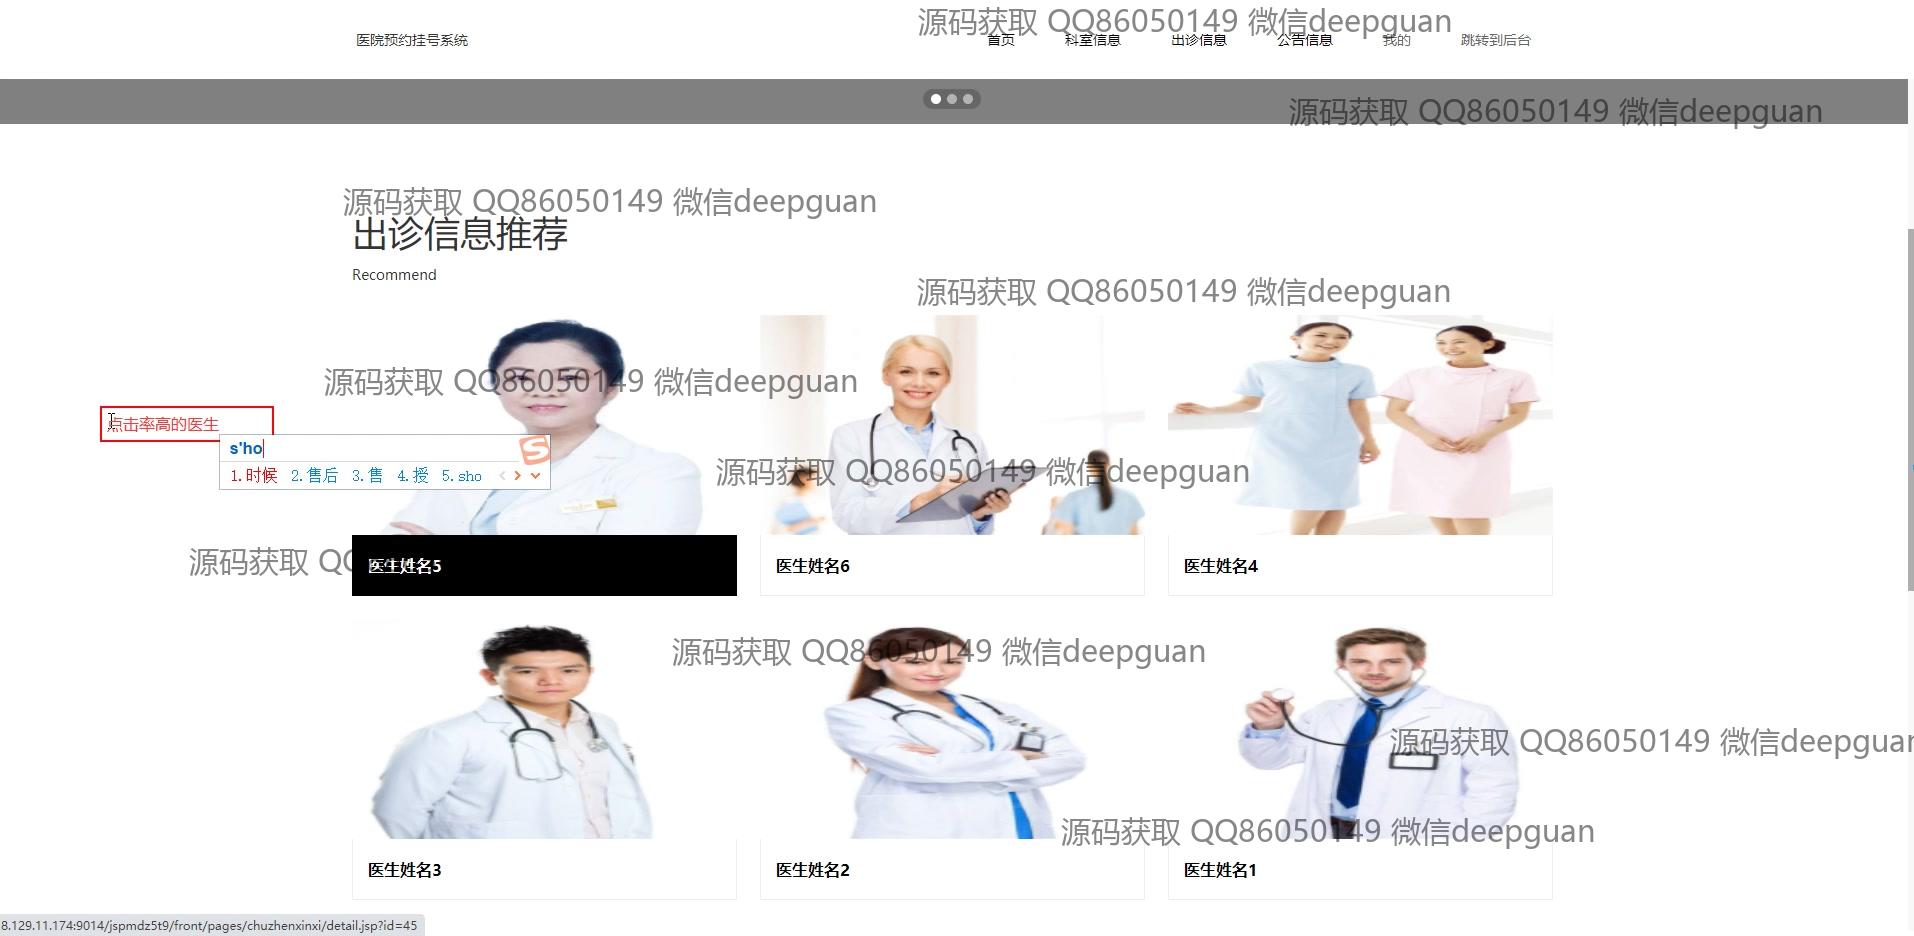 源码获取 QQ86050149 微信deepguan
医院预约挂号系统
首页 科室信息 出诊信息 公告信息 我的 跳转到后台
源码获取 QQ86050149 微信deepguan
源码获取 QQ86050149 微信deepguan
出诊信息推荐
Recommend
源码获取 QQ86050149 微信deepguan
源码获取 QQ86050149 微信deepguan
点击率高的医生
s'ho
1.时候 2.售后 3.售 4.授 5.sho
源码获取 QQ86050149 微信deepguan
源码获取 QQ
医生姓名5
医生姓名6
医生姓名4
源码获取 QQ86050149 微信deepguan
源码获取 QQ86050149 微信deepguan
源码获取 QQ86050149 微信deepguan
医生姓名3
医生姓名2
医生姓名1
8.129.11.174:9014/jspmdz5t9/front/pages/chuzhenxinxi/detail.jsp?id=45